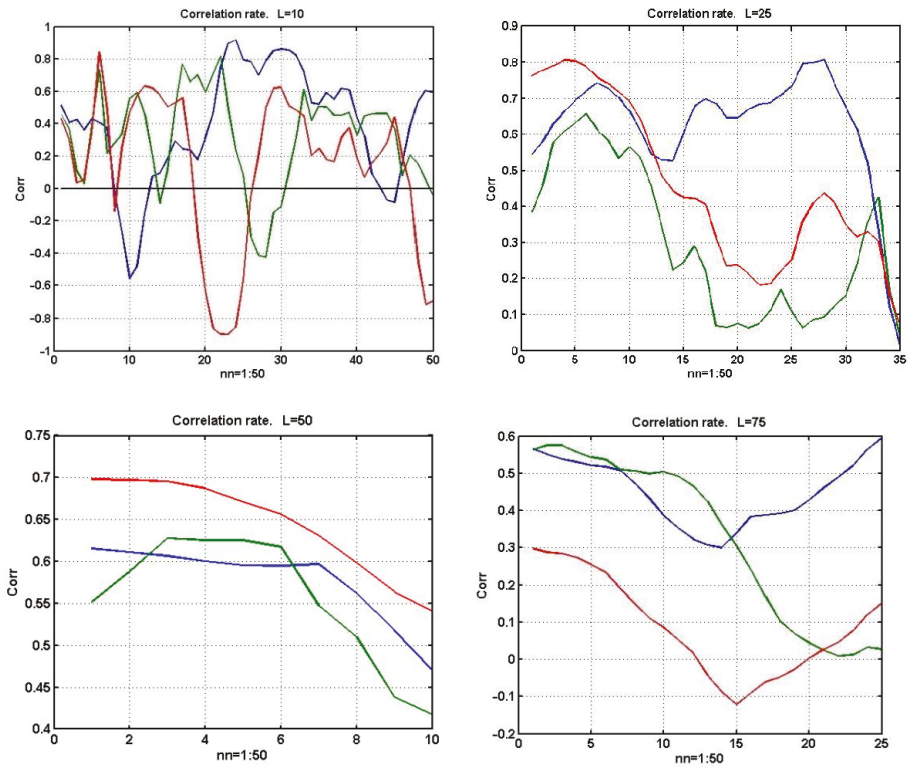 Correlation rate. L=10
1
0.8
0.6
0.4
0.2
0
-0.2
-0.4
-0.6
-0.8
-1
Corr
0 10 20 30 40 50
nn=1:50
Correlation rate. L=25
0.9
0.8
0.7
0.6
0.5
0.4
0.3
0.2
0.1
0
Corr
0 5 10 15 20 25 30 35
nn=1:50
Correlation rate. L=50
0.75
0.7
0.65
0.6
0.55
0.5
0.45
0.4
Corr
0 2 4 6 8 10
nn=1:50
Correlation rate. L=75
0.6
0.5
0.4
0.3
0.2
0.1
0
-0.1
-0.2
Corr
0 5 10 15 20 25
nn=1:50